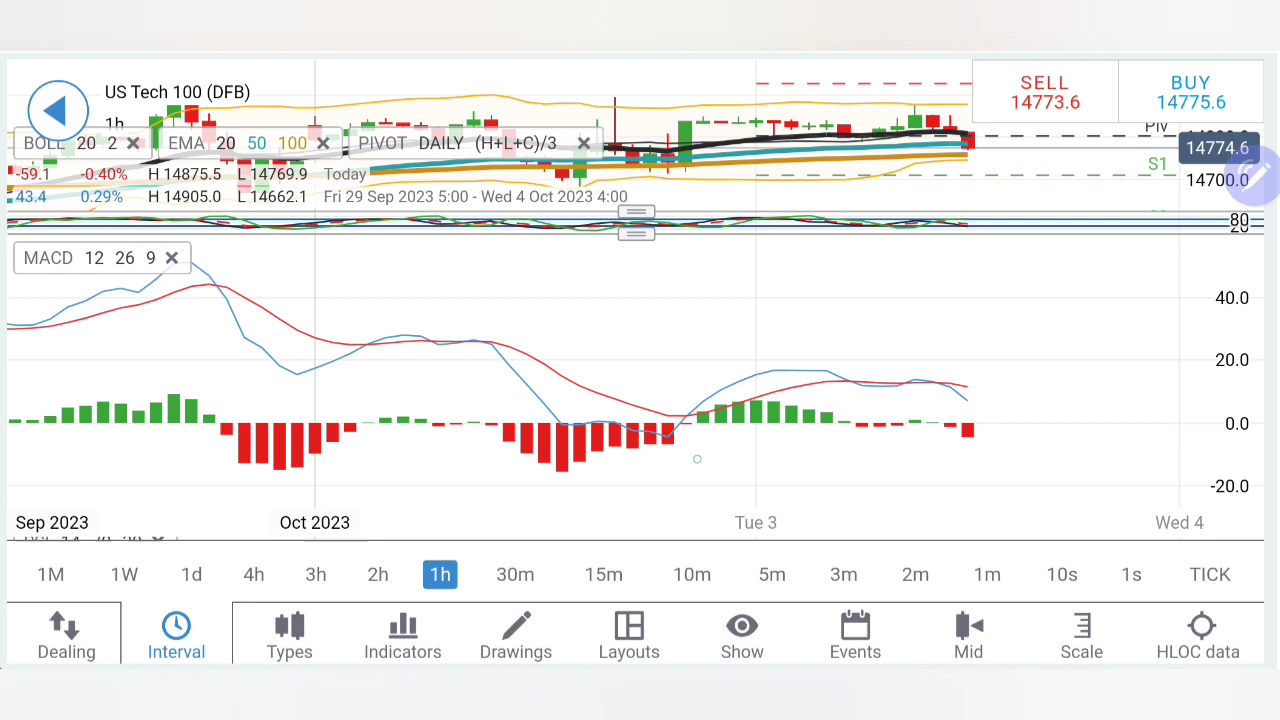 US Tech 100 (DFB)
1h
SELL
14773.6
BUY
14775.6
BOLL 20 2
EMA 20 50 100
PIVOT DAILY (H+L+C)/3
14774.6
S1
14700.0
-59.1 -0.40% H 14875.5 L 14769.9 Today
43.4 0.29% H 14905.0 L 14662.1 Fri 29 Sep 2023 5:00 - Wed 4 Oct 2023 4:00
80
20
MACD 12 26 9
40.0
20.0
0.0
-20.0
Sep 2023 Oct 2023 Tue 3 Wed 4
1M 1W 1d 4h 3h 2h 1h 30m 15m 10m 5m 3m 2m 1m 10s 1s TICK
Dealing Interval Types Indicators Drawings Layouts Show Events Mid Scale HLOC data